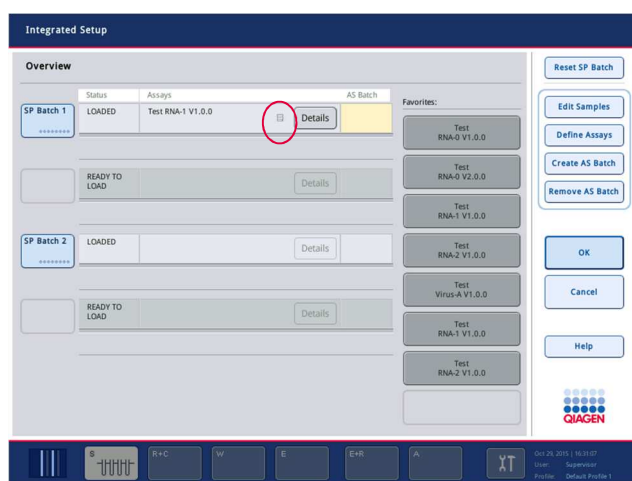 Integrated Setup
Overview
Status
Assays
AS Batch
SP Batch 1
********
LOADED
Test RNA-1 V1.0.0
Details
READY TO
LOAD
Details
SP Batch 2
********
LOADED
Details
READY TO
LOAD
Details
Favorites:
Test
RNA-0 V1.0.0
Test
RNA-0 V2.0.0
Test
RNA-1 V1.0.0
Test
RNA-2 V1.0.0
Test
Virus-A V1.0.0
Test
RNA-1 V1.0.0
Test
RNA-2 V1.0.0
Reset SP Batch
Edit Samples
Define Assays
Create AS Batch
Remove AS Batch
OK
Cancel
Help
QIAGEN
S
R+C
W
E
E+R
A
Oct 29, 2015 | 16:31:07
User: Supervisor
Profile: Default Profile 1